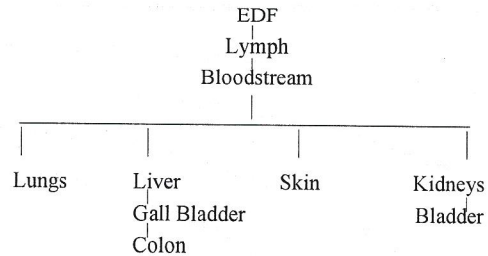 EDF
Lymph
Bloodstream
Lungs
Liver
Skin
Kidneys
Gall Bladder
Bladder
Colon